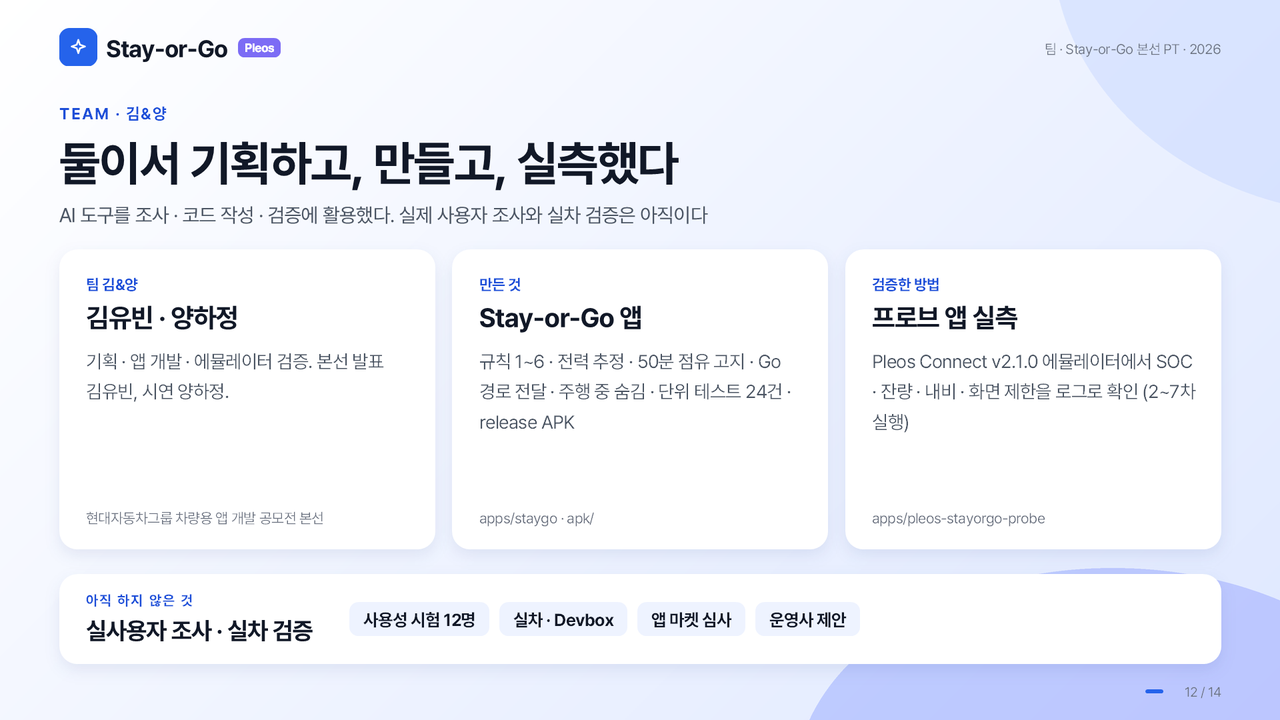 Stay-or-Go Pleos
팀 · Stay-or-Go 본선 PT · 2026
TEAM · 김&양
둘이서 기획하고, 만들고, 실측했다
AI 도구를 조사 · 코드 작성 · 검증에 활용했다. 실제 사용자 조사와 실차 검증은 아직이다
팀 김&양
김유빈 · 양하정
기획 · 앱 개발 · 에뮬레이터 검증. 본선 발표
김유빈, 시연 양하정.
현대자동차그룹 차량용 앱 개발 공모전 본선
만든 것
Stay-or-Go 앱
규칙 1~6 · 전력 추정 · 50분 점유 고지 · Go
경로 전달 · 주행 중 숨김 · 단위 테스트 24건 ·
release APK
apps/staygo · apk/
검증한 방법
프로브 앱 실측
Pleos Connect v2.1.0 에뮬레이터에서 SOC
· 잔량 · 내비 · 화면 제한을 로그로 확인 (2~7차
실행)
apps/pleos-stayorgo-probe
아직 하지 않은 것
실사용자 조사 · 실차 검증
사용성 시험 12명
실차 · Devbox
앱 마켓 심사
운영사 제안
12 / 14